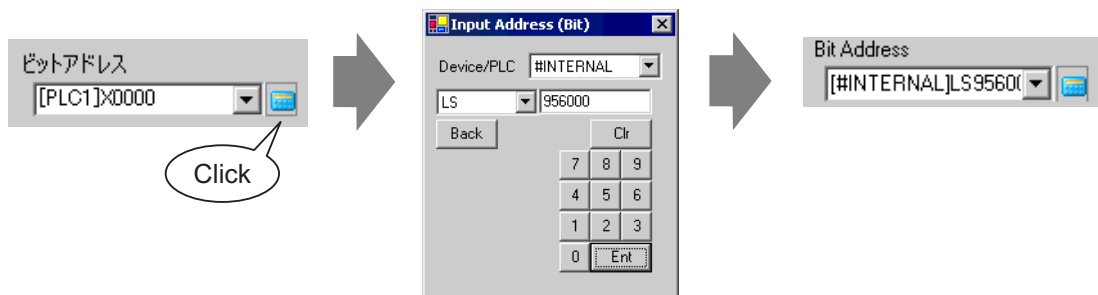 ビットアドレス
[PLC1]X0000
Click
Input Address (Bit)
Device/PLC #INTERNAL
LS 956000
Back Clr
7 8 9
4 5 6
1 2 3
0 Ent
Bit Address
[#INTERNAL]LS95600